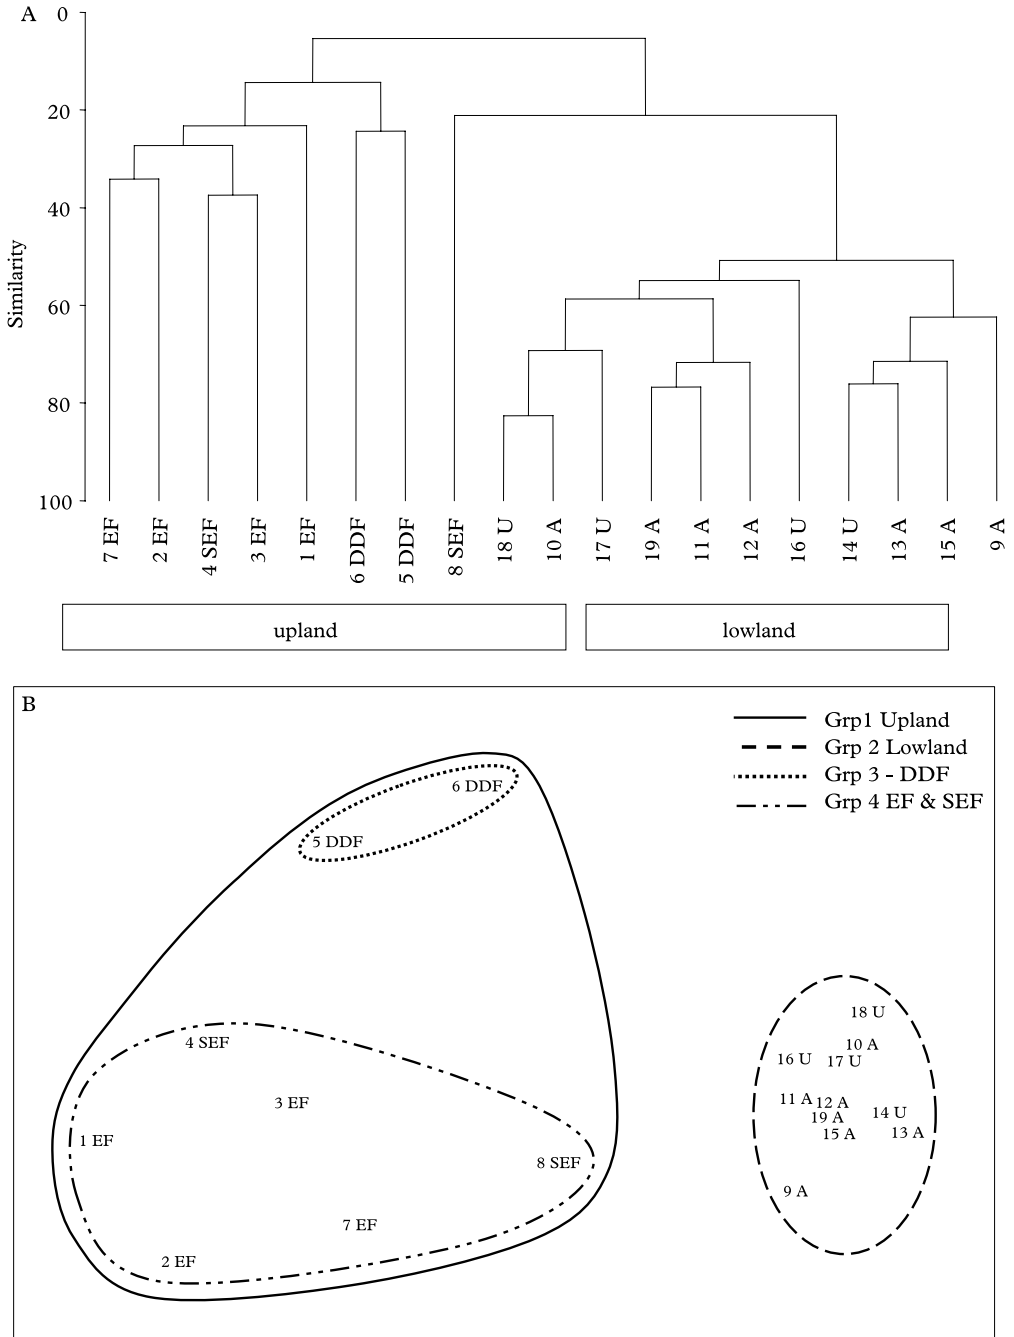 A
0
20
40
60
80
100
Similarity
7 EF
2 EF
4 SEF
3 EF
1 EF
6 DDF
5 DDF
8 SEF
18 U
10 A
17 U
19 A
11 A
12 A
16 U
14 U
13 A
15 A
9 A
upland
lowland
B
Grp1 Upland
Grp 2 Lowland
Grp 3 - DDF
Grp 4 EF & SEF
6 DDF
5 DDF
18 U
4 SEF
10 A
16 U
17 U
3 EF
11 A
12 A
14 U
19 A
15 A
13 A
1 EF
8 SEF
9 A
7 EF
2 EF